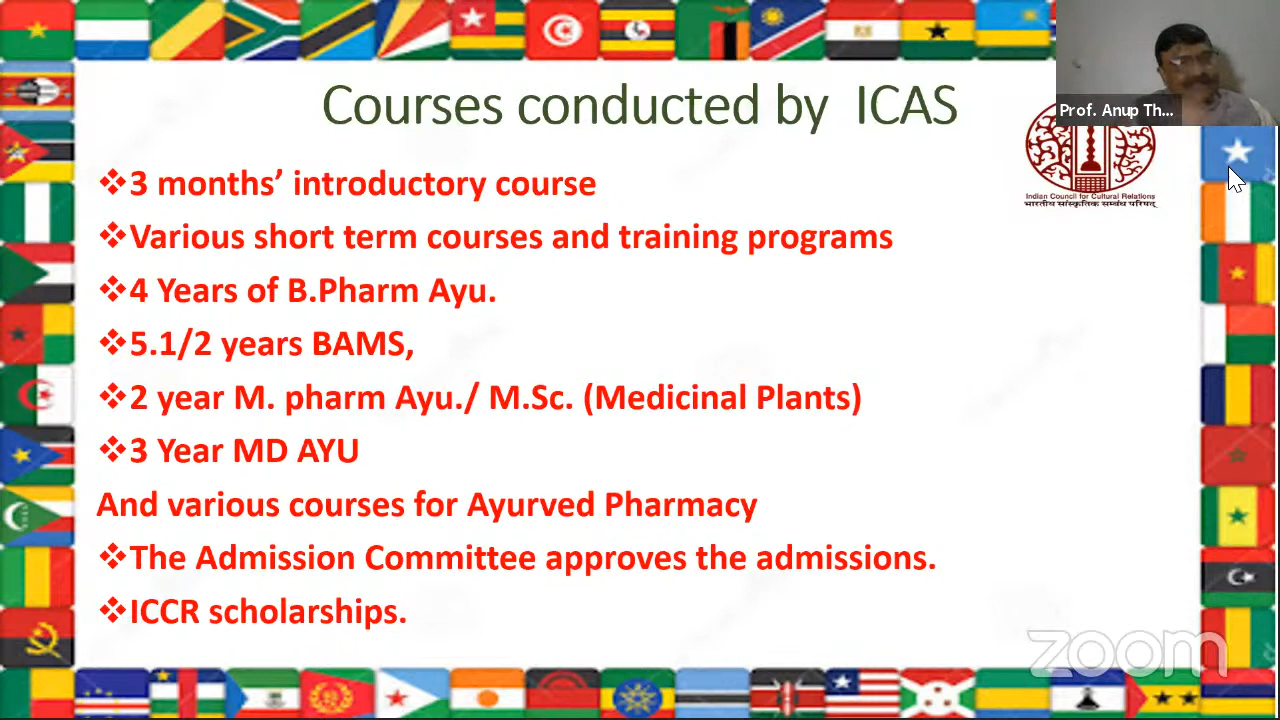 Courses conducted by ICAS
Prof. Anup Th...
Indian Council for Cultural Relations
भारतीय सांस्कृतिक सम्बंध परिषद्
❖3 months’ introductory course
❖Various short term courses and training programs
❖4 Years of B.Pharm Ayu.
❖5.1/2 years BAMS,
❖2 year M. pharm Ayu./ M.Sc. (Medicinal Plants)
❖3 Year MD AYU
And various courses for Ayurved Pharmacy
❖The Admission Committee approves the admissions.
❖ICCR scholarships.
zoom